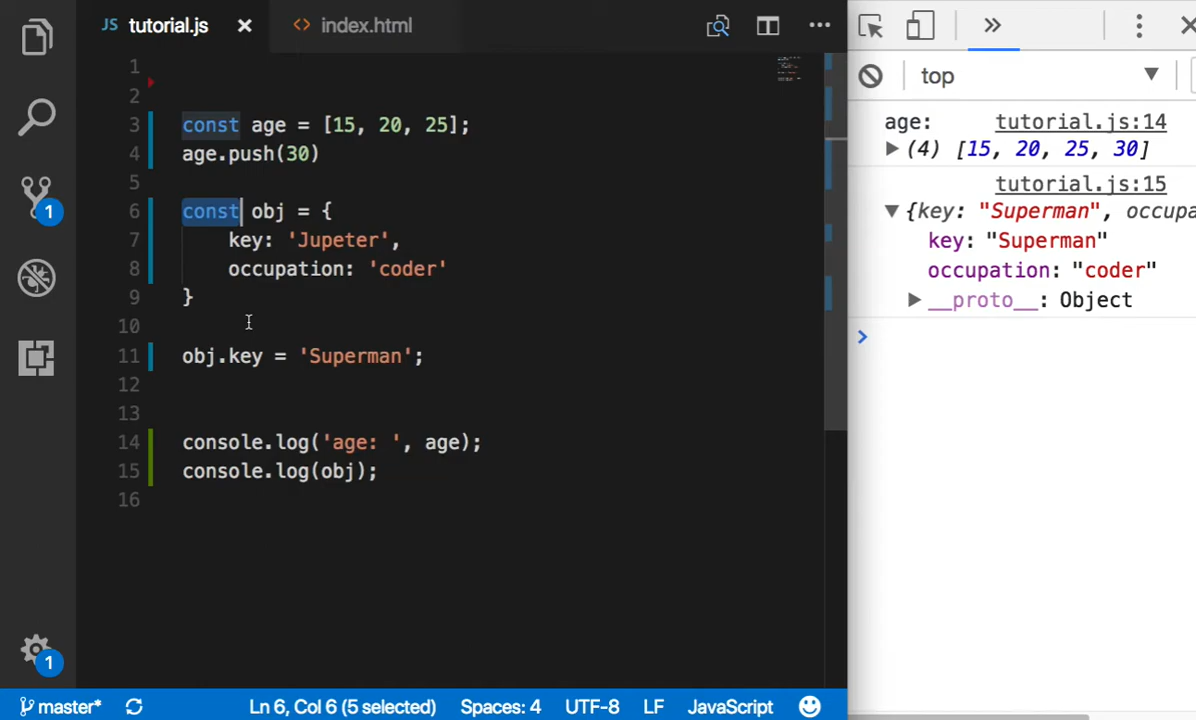 JS tutorial.js
<> index.html
1
2
3 const age = [15, 20, 25];
4 age.push(30)
5
6 const obj = {
7 key: 'Jupeter',
8 occupation: 'coder'
9 }
10
11 obj.key = 'Superman';
12
13
14 console.log('age: ', age);
15 console.log(obj);
16
1
1
master*
Ln 6, Col 6 (5 selected)
Spaces: 4
UTF-8
LF
JavaScript
top
age: tutorial.js:14
(4) [15, 20, 25, 30]
tutorial.js:15
{key: "Superman", occupa
key: "Superman"
occupation: "coder"
__proto__: Object